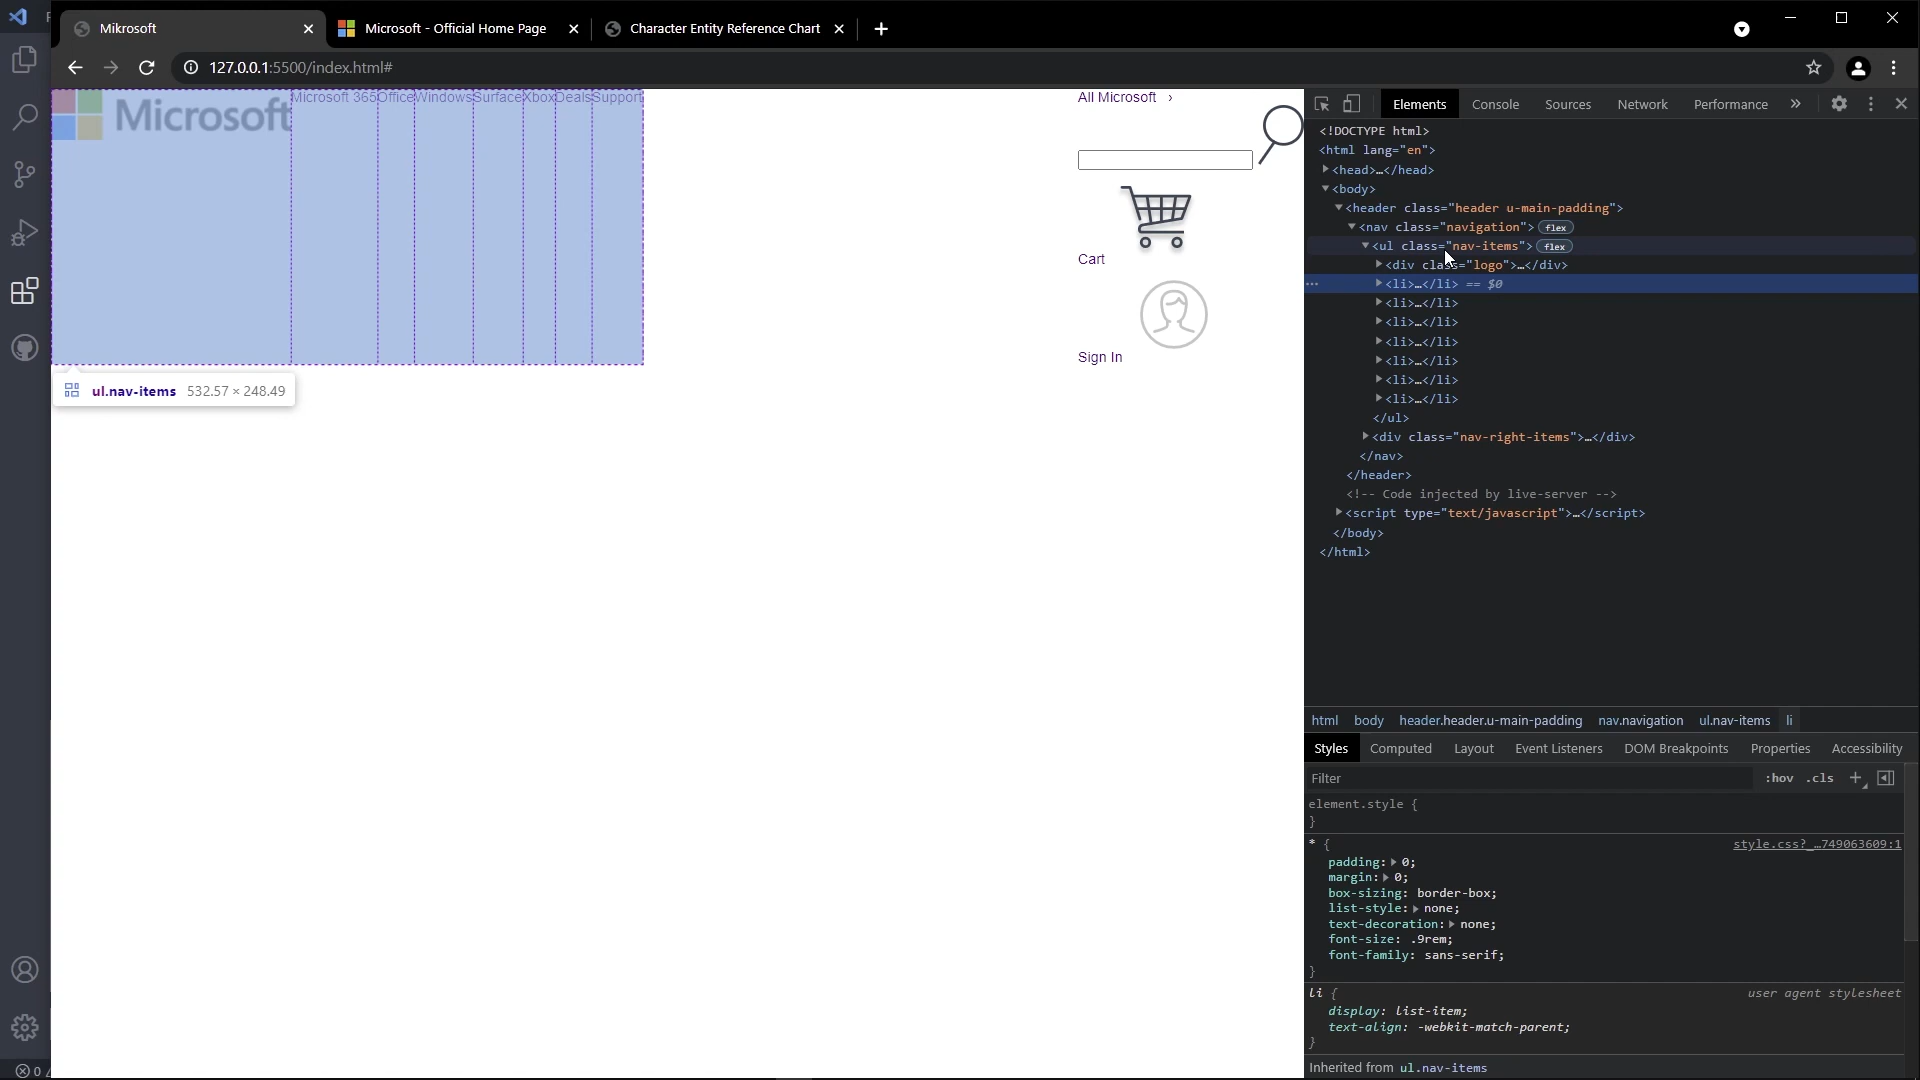 Mikrosoft
Microsoft - Official Home Page
Character Entity Reference Chart
127.0.0.1:5500/index.html#
Microsoft
Microsoft 365
Office
Windows
Surface
Xbox
Deals
Support
All Microsoft ›
Cart
Sign In
ul.nav-items 532.57 × 248.49
Elements Console Sources Network Performance »
<!DOCTYPE html>
<html lang="en">
<head>…</head>
<body>
<header class="header u-main-padding">
<nav class="navigation"> flex
<ul class="nav-items"> flex
<div class="logo">…</div>
<li>…</li> == $0
<li>…</li>
<li>…</li>
<li>…</li>
<li>…</li>
<li>…</li>
<li>…</li>
</ul>
<div class="nav-right-items">…</div>
</nav>
</header>
<!-- Code injected by live-server -->
<script type="text/javascript">…</script>
</body>
</html>
html body header.header.u-main-padding nav.navigation ul.nav-items li
Styles Computed Layout Event Listeners DOM Breakpoints Properties Accessibility
Filter :hov .cls +
element.style {
}
* { style.css?_…749063609:1
padding: 0;
margin: 0;
box-sizing: border-box;
list-style: none;
text-decoration: none;
font-size: .9rem;
font-family: sans-serif;
}
li { user agent stylesheet
display: list-item;
text-align: -webkit-match-parent;
}
Inherited from ul.nav-items
0